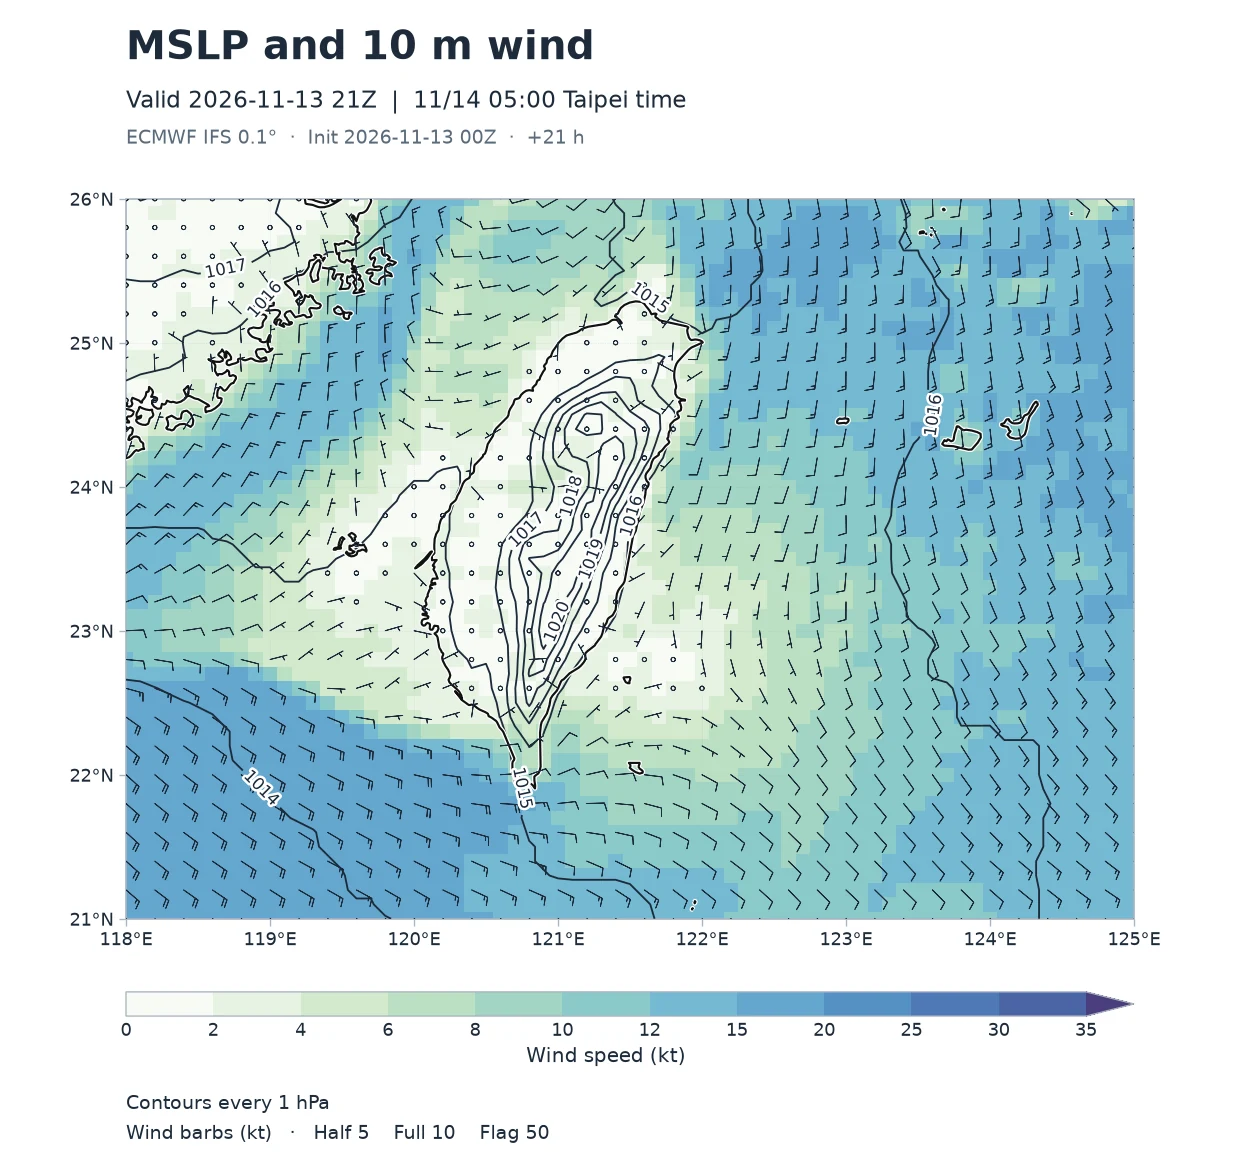 MSLP and 10 m wind
Valid 2026-11-13 21Z | 11/14 05:00 Taipei time
ECMWF IFS 0.1° · Init 2026-11-13 00Z · +21 h
26°N
1017
1016
1015
25°N
1016
24°N
1018
1017
1016
1019
1020
23°N
22°N
1014
1015
21°N
118°E 119°E 120°E 121°E 122°E 123°E 124°E 125°E
0 2 4 6 8 10 12 15 20 25 30 35
Wind speed (kt)
Contours every 1 hPa
Wind barbs (kt) · Half 5 Full 10 Flag 50